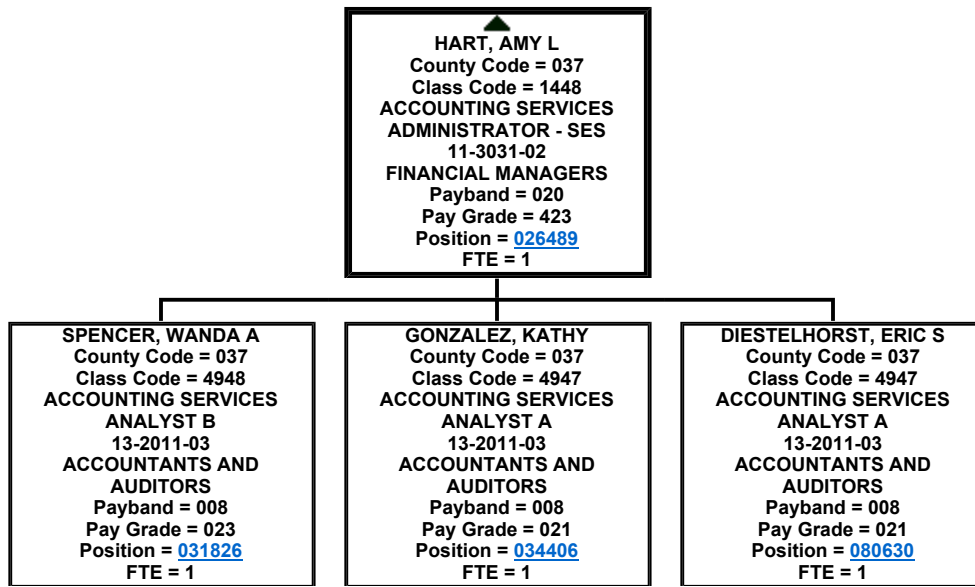 HART, AMY L
County Code = 037
Class Code = 1448
ACCOUNTING SERVICES
ADMINISTRATOR - SES
11-3031-02
FINANCIAL MANAGERS
Payband = 020
Pay Grade = 423
Position = 026489
FTE = 1
SPENCER, WANDA A
County Code = 037
Class Code = 4948
ACCOUNTING SERVICES
ANALYST B
13-2011-03
ACCOUNTANTS AND
AUDITORS
Payband = 008
Pay Grade = 023
Position = 031826
FTE = 1
GONZALEZ, KATHY
County Code = 037
Class Code = 4947
ACCOUNTING SERVICES
ANALYST A
13-2011-03
ACCOUNTANTS AND
AUDITORS
Payband = 008
Pay Grade = 021
Position = 034406
FTE = 1
DIESTELHORST, ERIC S
County Code = 037
Class Code = 4947
ACCOUNTING SERVICES
ANALYST A
13-2011-03
ACCOUNTANTS AND
AUDITORS
Payband = 008
Pay Grade = 021
Position = 080630
FTE = 1